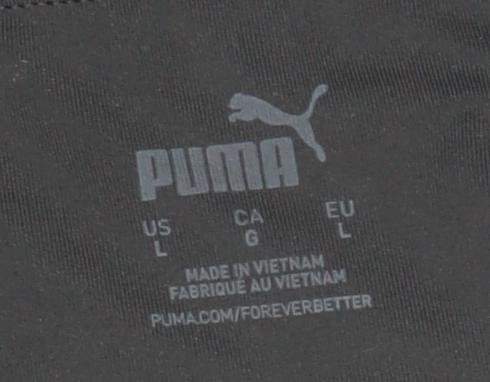 PUMA
US CA EU
L G L
MADE IN VIETNAM
FABRIQUÉ AU VIETNAM
PUMA.COM/FOREVERBETTER